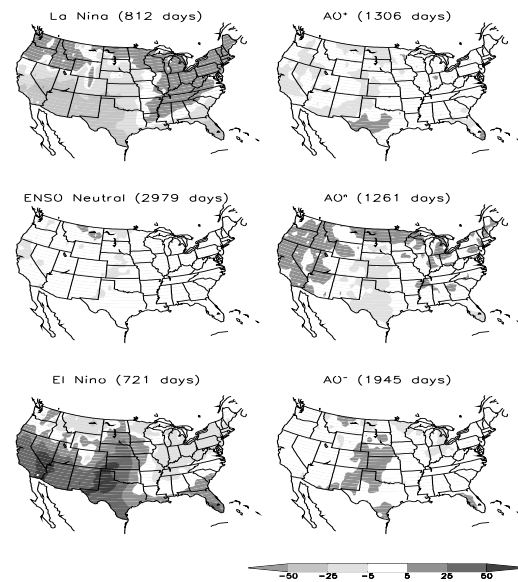 La Nina (812 days)
AO⁺ (1306 days)
ENSO Neutral (2979 days)
AOⁿ (1261 days)
El Nino (721 days)
AO⁻ (1945 days)
-50 -25 -5 5 25 50